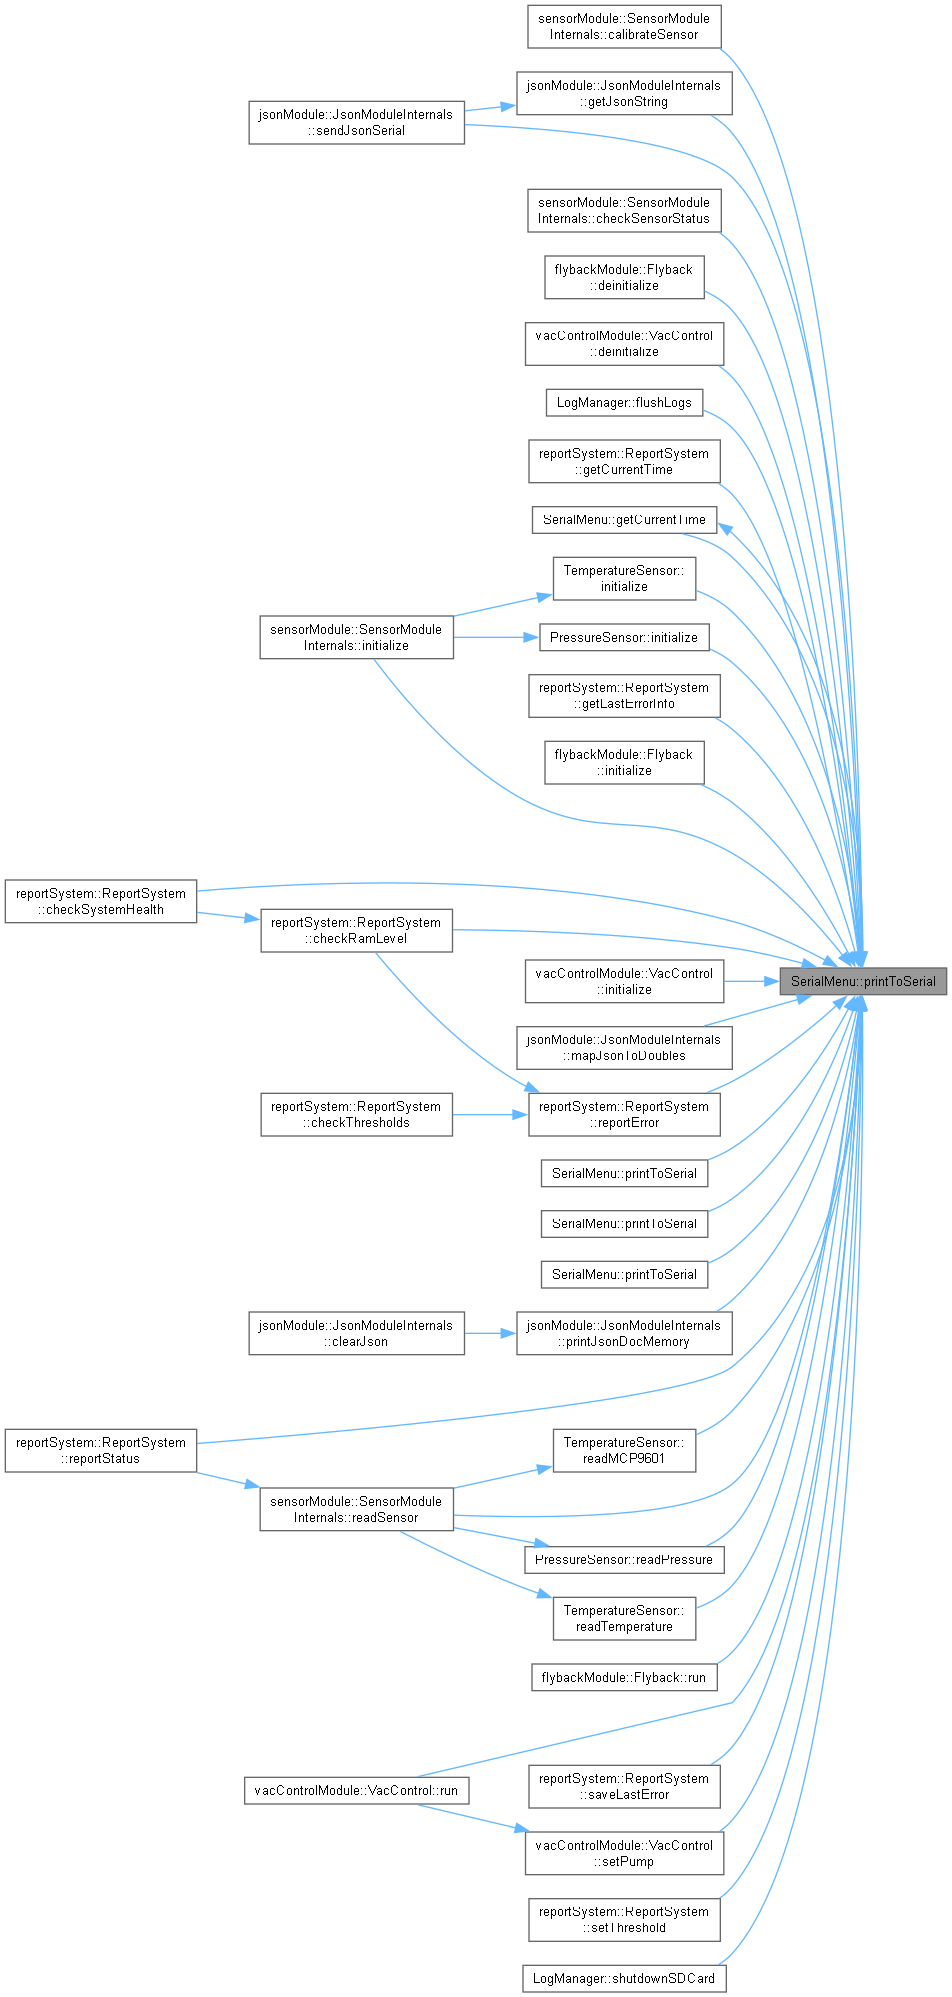 sensorModule::SensorModule
Internals::calibrateSensor
jsonModule::JsonModuleInternals
::getJsonString
jsonModule::JsonModuleInternals
::sendJsonSerial
sensorModule::SensorModule
Internals::checkSensorStatus
flybackModule::Flyback
::deinitialize
vacControlModule::VacControl
::deinitialize
LogManager::flushLogs
reportSystem::ReportSystem
::getCurrentTime
SerialMenu::getCurrentTime
TemperatureSensor::
initialize
sensorModule::SensorModule
Internals::initialize
PressureSensor::initialize
reportSystem::ReportSystem
::getLastErrorInfo
flybackModule::Flyback
::initialize
reportSystem::ReportSystem
::checkSystemHealth
reportSystem::ReportSystem
::checkRamLevel
vacControlModule::VacControl
::initialize
SerialMenu::printToSerial
jsonModule::JsonModuleInternals
::mapJsonToDoubles
reportSystem::ReportSystem
::checkThresholds
reportSystem::ReportSystem
::reportError
SerialMenu::printToSerial
SerialMenu::printToSerial
SerialMenu::printToSerial
jsonModule::JsonModuleInternals
::clearJson
jsonModule::JsonModuleInternals
::printJsonDocMemory
reportSystem::ReportSystem
::reportStatus
TemperatureSensor::
readMCP9601
sensorModule::SensorModule
Internals::readSensor
PressureSensor::readPressure
TemperatureSensor::
readTemperature
flybackModule::Flyback::run
vacControlModule::VacControl::run
reportSystem::ReportSystem
::saveLastError
vacControlModule::VacControl
::setPump
reportSystem::ReportSystem
::setThreshold
LogManager::shutdownSDCard